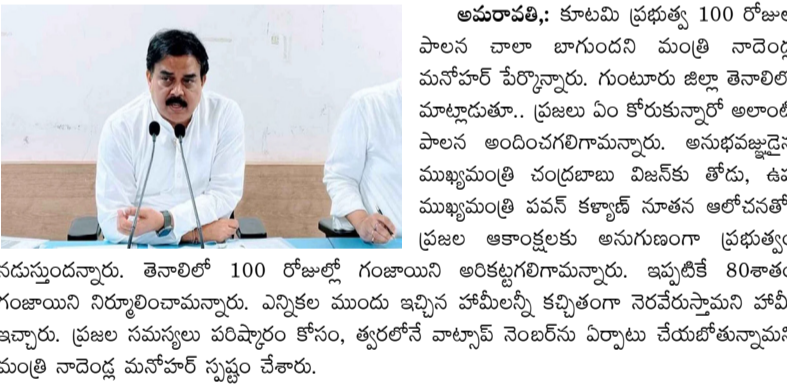 అమరావతి,: కూటమి ప్రభుత్వ 100 రోజుల
పాలన చాలా బాగుందని మంత్రి నాదెండ్ల
మనోహర్ పేర్కొన్నారు. గుంటూరు జిల్లా తెనాలిలో
మాట్లాడుతూ.. ప్రజలు ఏం కోరుకున్నారో అలాంటి
పాలన అందించగలిగామన్నారు. అనుభవజ్ఞుడైన
ముఖ్యమంత్రి చంద్రబాబు విజన్‌కు తోడు, ఉప
ముఖ్యమంత్రి పవన్ కళ్యాణ్ నూతన ఆలోచనతో
ప్రజల ఆకాంక్షలకు అనుగుణంగా ప్రభుత్వం
నడుస్తుందన్నారు. తెనాలిలో 100 రోజుల్లో గంజాయిని అరికట్టగలిగామన్నారు. ఇప్పటికే 80శాతం
గంజాయిని నిర్మూలించామన్నారు. ఎన్నికల ముందు ఇచ్చిన హామీలన్నీ కచ్చితంగా నెరవేరుస్తామని హామీ
ఇచ్చారు. ప్రజల సమస్యలు పరిష్కారం కోసం, త్వరలోనే వాట్సాప్ నెంబర్‌ను ఏర్పాటు చేయబోతున్నామని
మంత్రి నాదెండ్ల మనోహర్ స్పష్టం చేశారు.